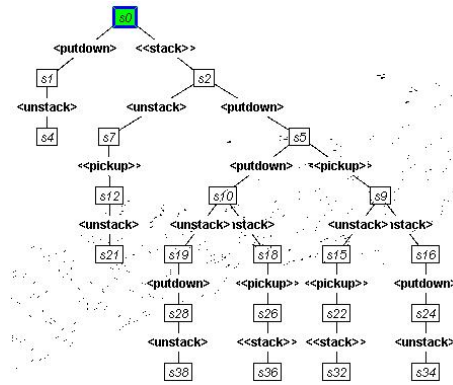 s0
<putdown> <<stack>>
s1 s2
<unstack> <unstack> <putdown>
s4 s7 s5
<<pickup>> <putdown> <<pickup>>
s12 s10 s9
<unstack> <unstack> <unstack>
s21 s19 s18 s15 s16
<putdown> <<pickup>> <<pickup>> <putdown>
s28 s26 s22 s24
<unstack> <<stack>> <<stack>> <unstack>
s38 s36 s32 s34